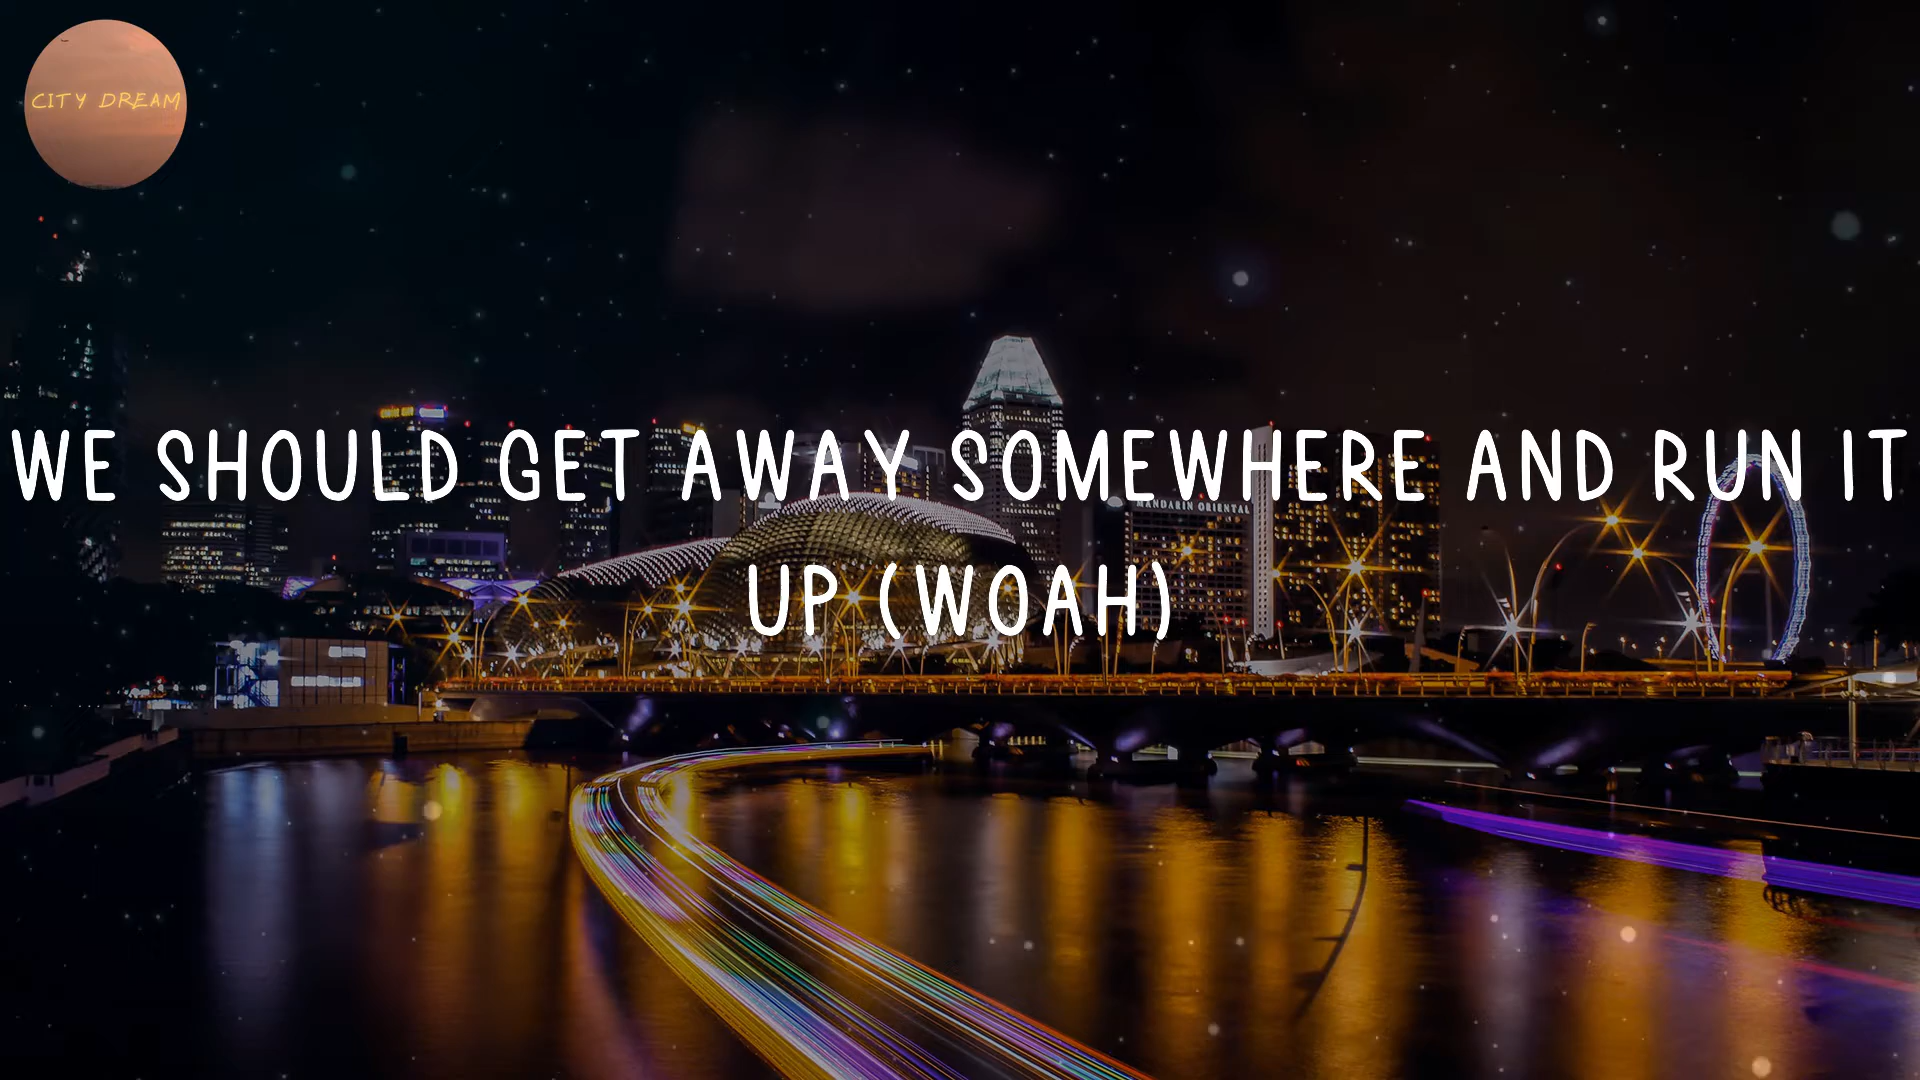 CITY DREAM
WE SHOULD GET AWAY SOMEWHERE AND RUN IT
UP (WOAH)
MANDARIN ORIENTAL